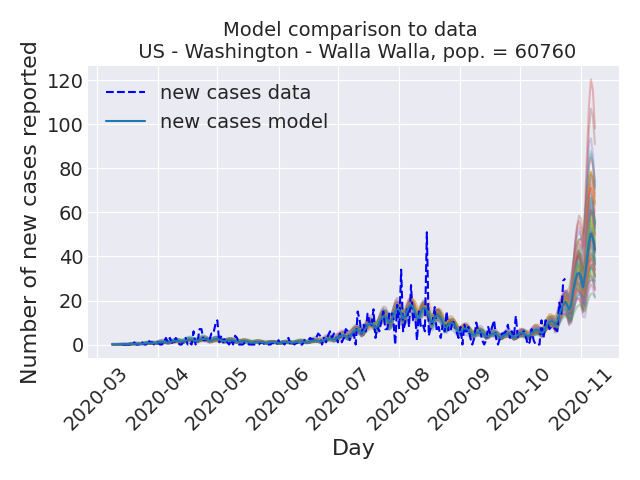 Model comparison to data
US - Washington - Walla Walla, pop. = 60760
Number of new cases reported
120
100
80
60
40
20
0
new cases data
new cases model
2020-03
2020-04
2020-05
2020-06
2020-07
2020-08
2020-09
2020-10
2020-11
Day